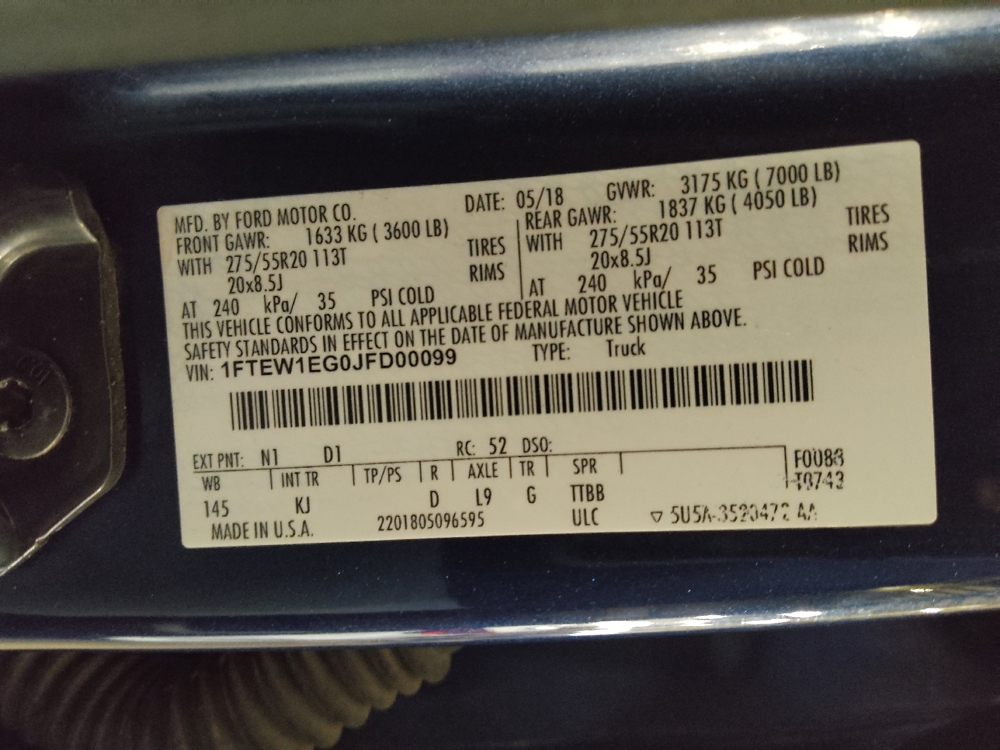 MFD. BY FORD MOTOR CO. DATE: 05/18 GVWR: 3175 KG ( 7000 LB)
FRONT GAWR: 1633 KG ( 3600 LB) REAR GAWR: 1837 KG ( 4050 LB)
WITH 275/55R20 113T TIRES WITH 275/55R20 113T TIRES
20x8.5J RIMS 20x8.5J RIMS
AT 240 kPa/ 35 PSI COLD AT 240 kPa/ 35 PSI COLD
THIS VEHICLE CONFORMS TO ALL APPLICABLE FEDERAL MOTOR VEHICLE
SAFETY STANDARDS IN EFFECT ON THE DATE OF MANUFACTURE SHOWN ABOVE.
VIN: 1FTEW1EG0JFD00099 TYPE: Truck
EXT PNT: N1 D1 RC: 52 DSO:
WB INT TR TP/PS R AXLE TR SPR F0088
145 KJ D L9 G TTBB T0743
MADE IN U.S.A. 2201805096595 ULC ▽ 5U5A-3520472 AA